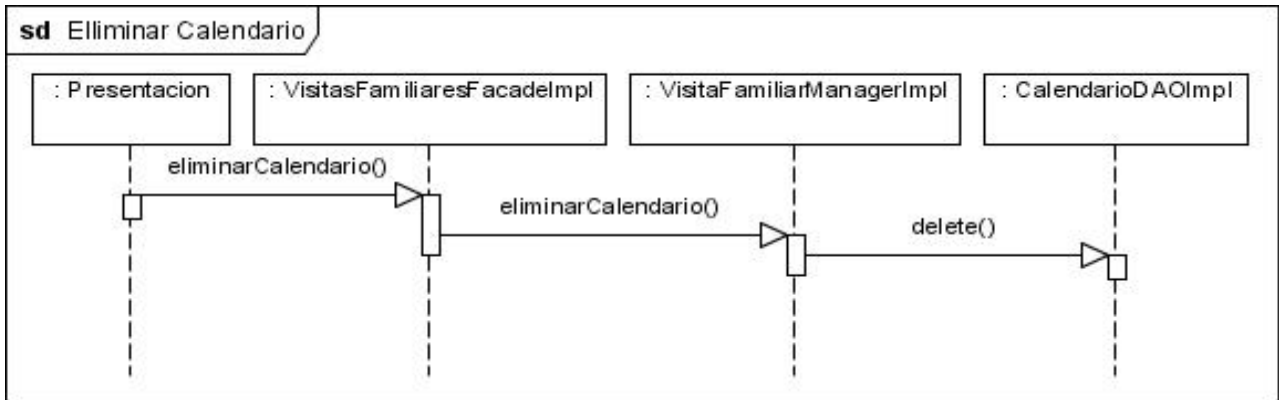 sd Elliminar Calendario
: Presentacion
: VisitasFamiliaresFacadeImpl
: VisitaFamiliarManagerImpl
: CalendarioDAOImpl
eliminarCalendario()
eliminarCalendario()
delete()